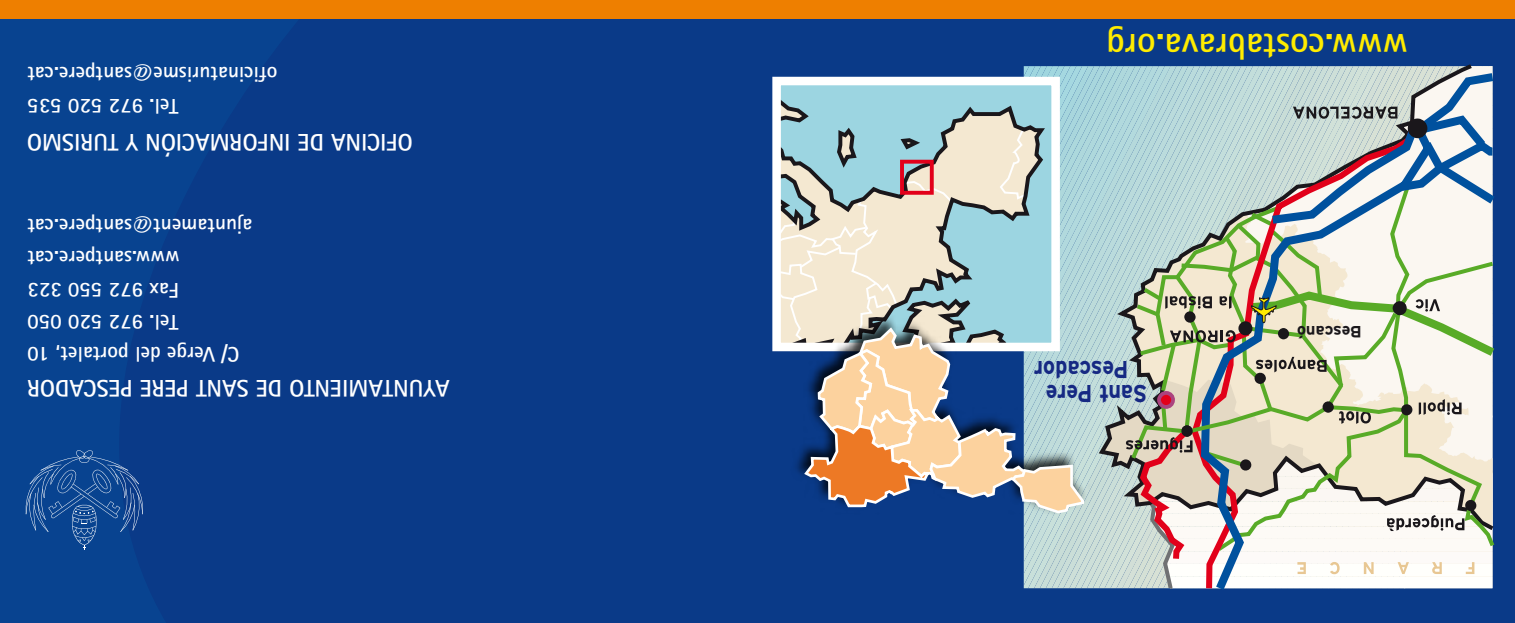 FRANCE
Puigcerdà
Ripoll
Olot
Figueres
Sant Pere
Pescador
Banyoles
Bescanó
GIRONA
Vic
la Bisbal
BARCELONA
www.costabrava.org
AYUNTAMIENTO DE SANT PERE PESCADOR
C/ Verge del portalet, 10
Tel. 972 520 050
Fax 972 550 323
www.santpere.cat
ajuntament@santpere.cat
OFICINA DE INFORMACIÓN Y TURISMO
Tel. 972 520 535
oficinaturisme@santpere.cat